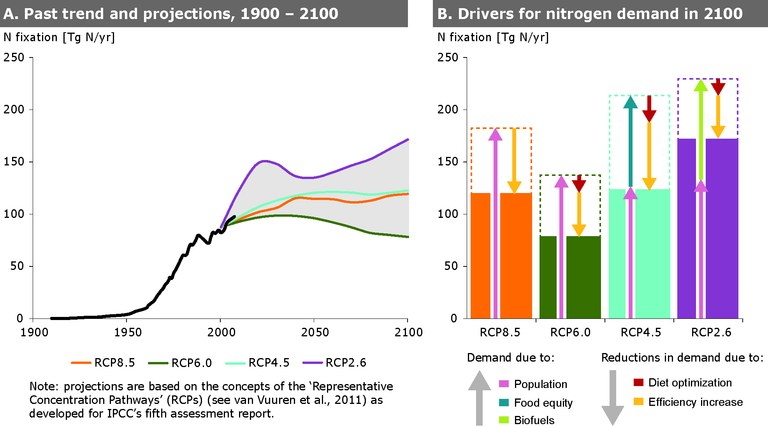 A. Past trend and projections, 1900 – 2100
N fixation [Tg N/yr]
250
200
150
100
50
0
1900
1950
2000
2050
2100
RCP8.5
RCP6.0
RCP4.5
RCP2.6
Note: projections are based on the concepts of the ‘Representative
Concentration Pathways’ (RCPs) (see van Vuuren et al., 2011) as
developed for IPCC’s fifth assessment report.
B. Drivers for nitrogen demand in 2100
N fixation [Tg N/yr]
250
200
150
100
50
0
RCP8.5
RCP6.0
RCP4.5
RCP2.6
Demand due to:
Population
Food equity
Biofuels
Reductions in demand due to:
Diet optimization
Efficiency increase